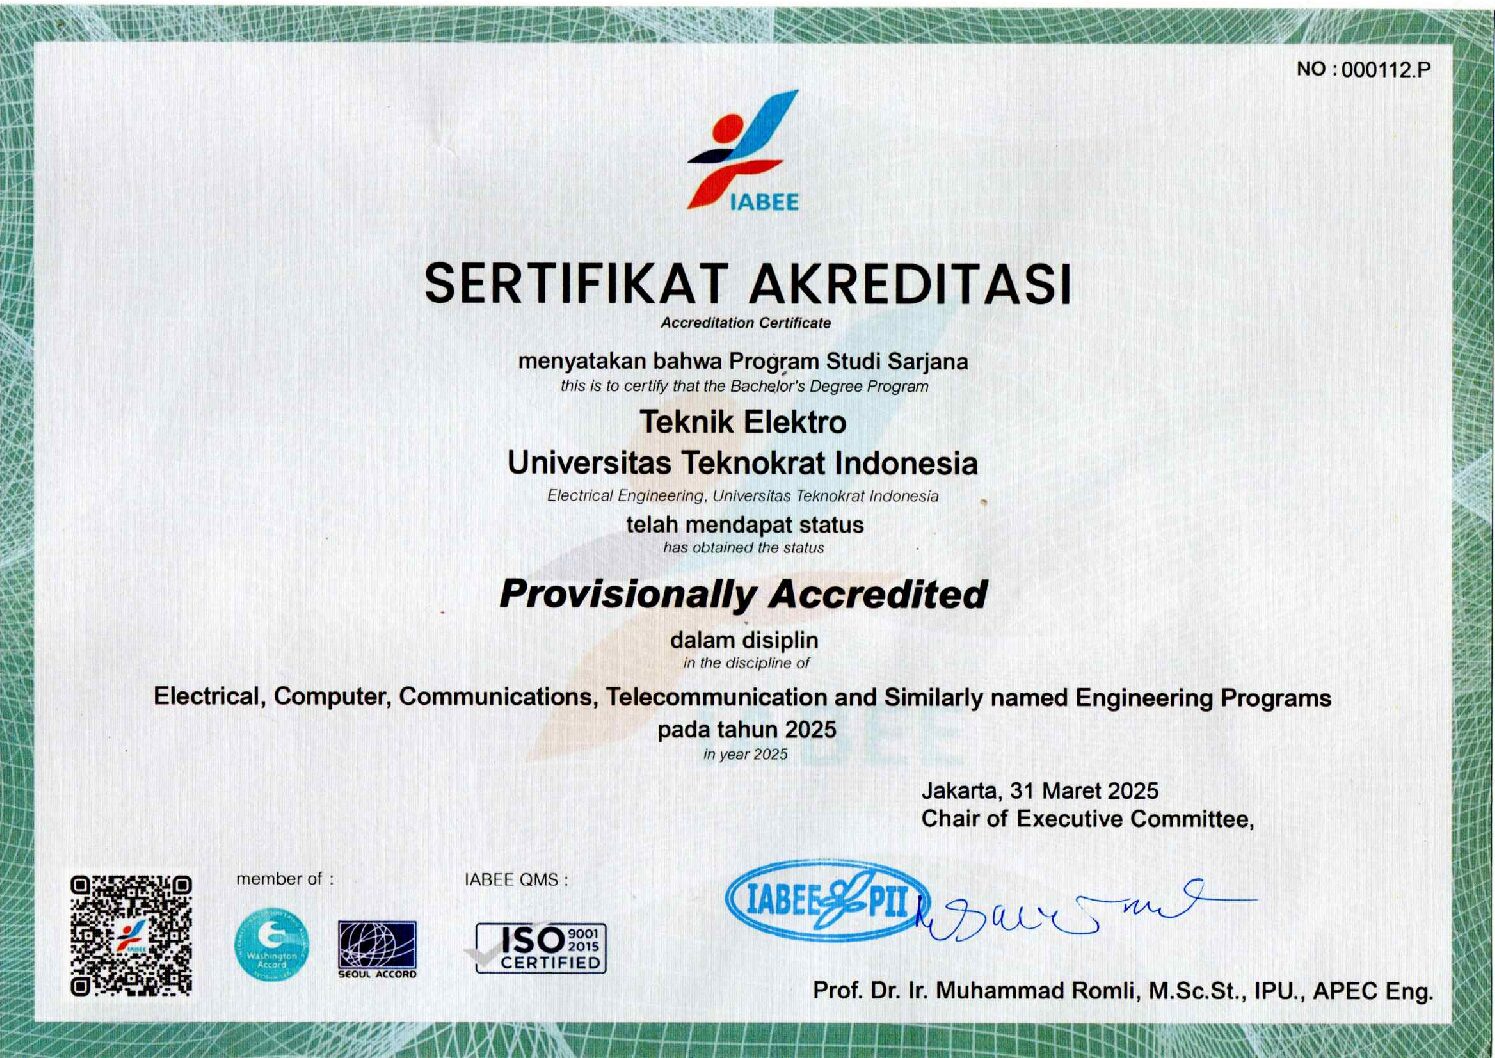 NO : 000112.P
IABEE
SERTIFIKAT AKREDITASI
Accreditation Certificate
menyatakan bahwa Program Studi Sarjana
this is to certify that the Bachelor's Degree Program
Teknik Elektro
Universitas Teknokrat Indonesia
Electrical Engineering, Universitas Teknokrat Indonesia
telah mendapat status
has obtained the status
Provisionally Accredited
dalam disiplin
in the discipline of
Electrical, Computer, Communications, Telecommunication and Similarly named Engineering Programs
pada tahun 2025
in year 2025
Jakarta, 31 Maret 2025
Chair of Executive Committee,
member of :
IABEE QMS :
Washington
Accord
SEOUL ACCORD
ISO 9001
2015
CERTIFIED
IABEE PII
Prof. Dr. Ir. Muhammad Romli, M.Sc.St., IPU., APEC Eng.